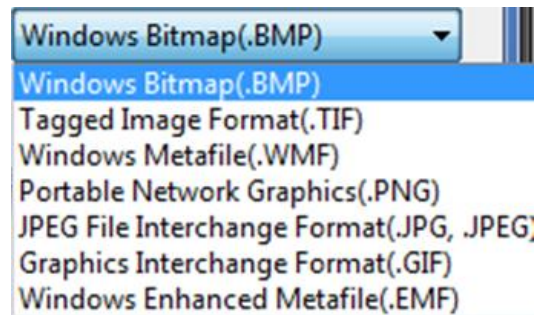 Windows Bitmap(.BMP)
Windows Bitmap(.BMP)
Tagged Image Format(.TIF)
Windows Metafile(.WMF)
Portable Network Graphics(.PNG)
JPEG File Interchange Format(.JPG, .JPEG)
Graphics Interchange Format(.GIF)
Windows Enhanced Metafile(.EMF)